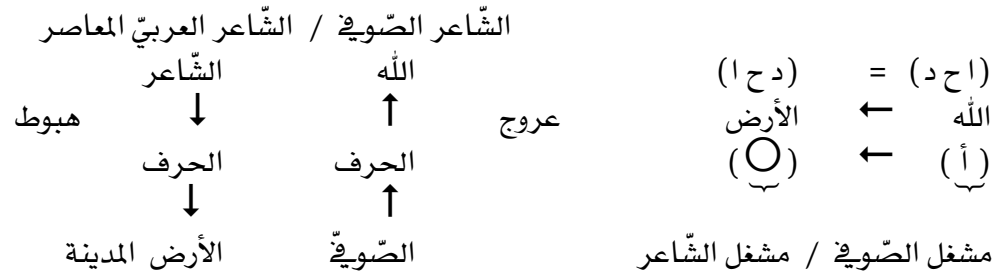 الشّاعر الصّوفيّ / الشّاعر العربيّ المعاصر
(ا ح د) = (د ح ا) الله الشّاعر
الله ← الأرض عروج ↑ ↓ هبوط
(أ) ← (○) الحرف الحرف
↑ ↓
مشغل الصّوفيّ / مشغل الشّاعر الصّوفيّ الأرض المدينة